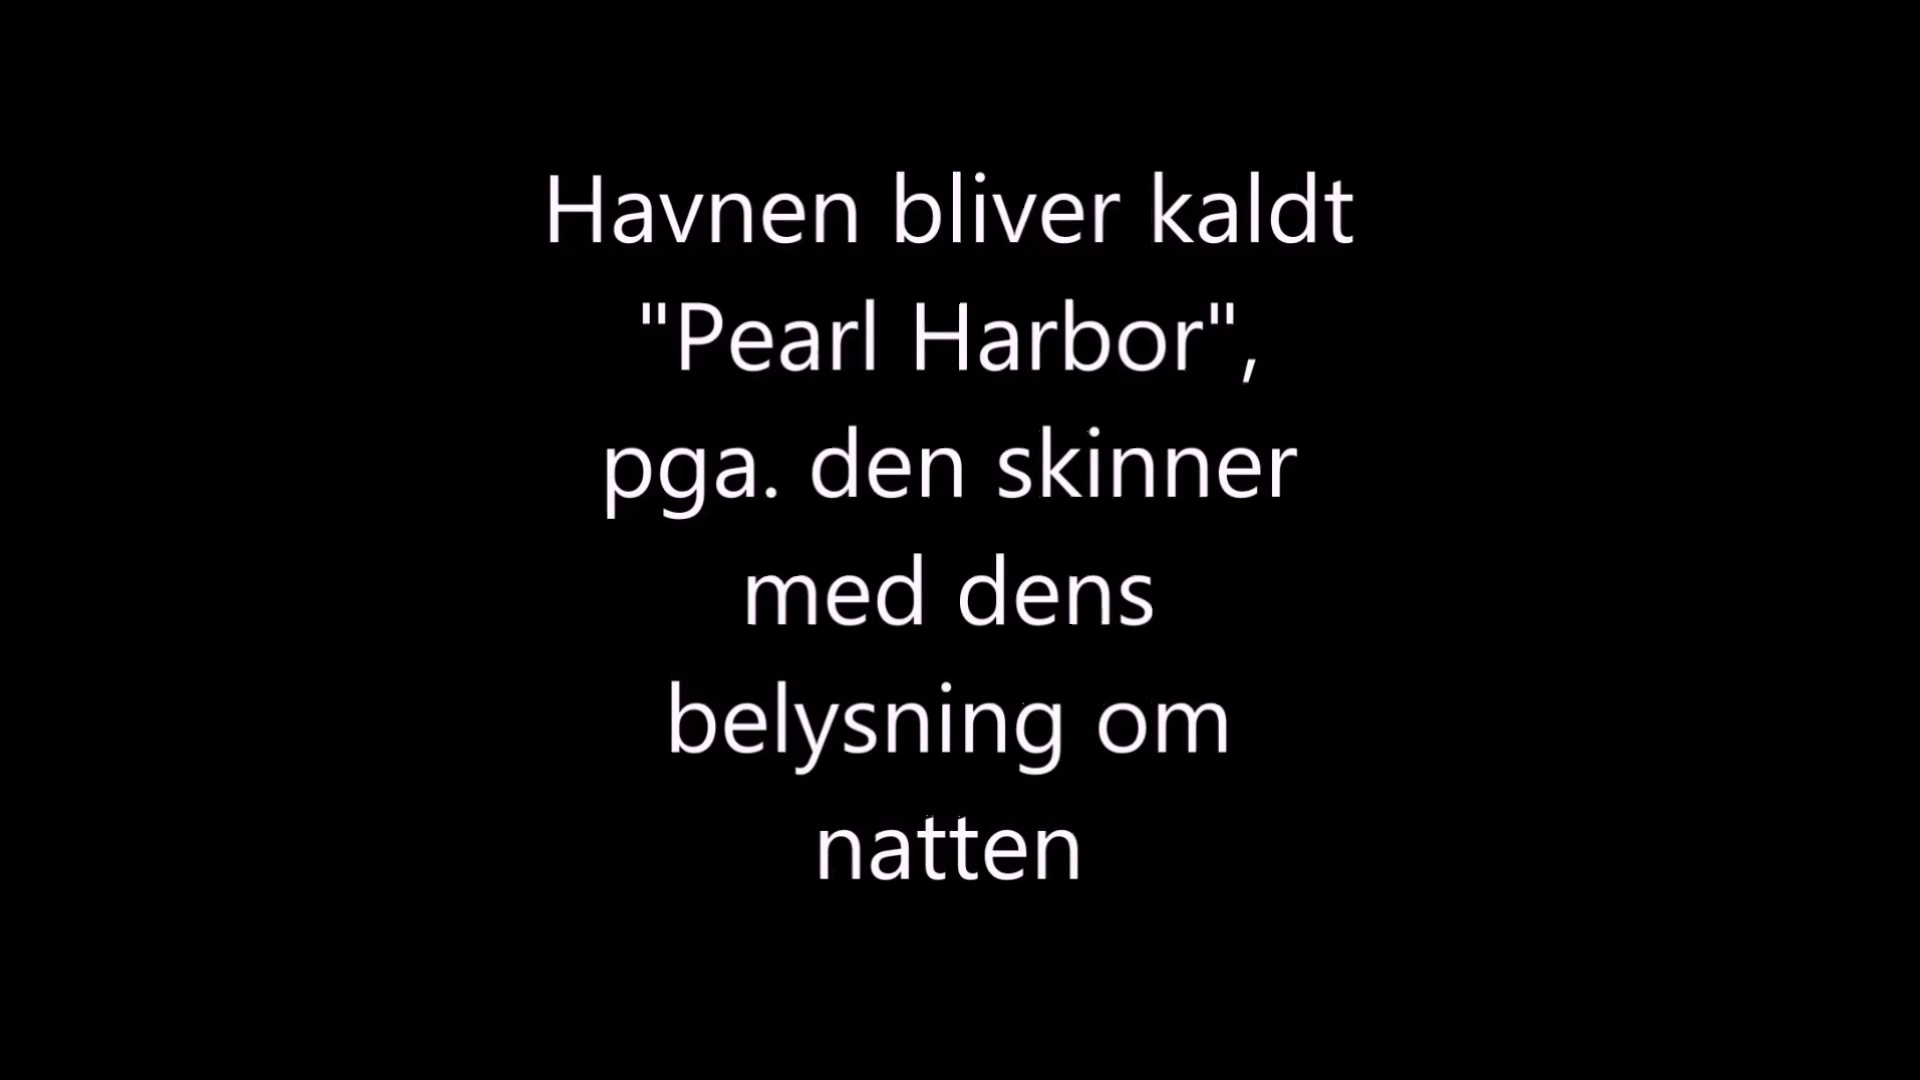 Havnen bliver kaldt
"Pearl Harbor",
pga. den skinner
med dens
belysning om
natten